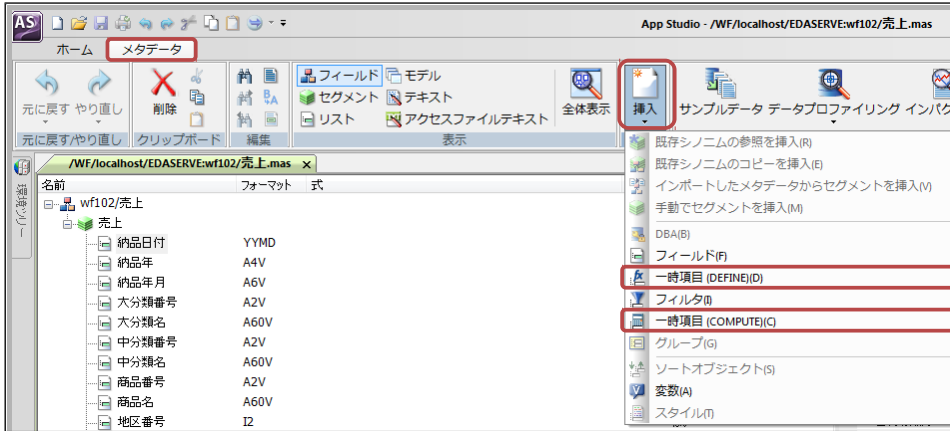 AS
App Studio - /WF/localhost/EDASERVE:wf102/売上.mas
ホーム メタデータ
元に戻す やり直し 削除 フィールド モデル セグメント テキスト リスト アクセスファイルテキスト 全体表示 挿入 サンプルデータ データプロファイリング インパク
元に戻す/やり直し クリップボード 編集 表示
/WF/localhost/EDASERVE:wf102/売上.mas ×
環境ツリー
名前 フォーマット 式
wf102/売上
売上
納品日付 YYMD
納品年 A4V
納品年月 A6V
大分類番号 A2V
大分類名 A60V
中分類番号 A2V
中分類名 A60V
商品番号 A2V
商品名 A60V
地区番号 I2
既存シノニムの参照を挿入(R)
既存シノニムのコピーを挿入(E)
インポートしたメタデータからセグメントを挿入(V)
手動でセグメントを挿入(M)
DBA(B)
フィールド(F)
一時項目 (DEFINE)(D)
フィルタ(I)
一時項目 (COMPUTE)(C)
グループ(G)
ソートオブジェクト(S)
変数(A)
スタイル(T)